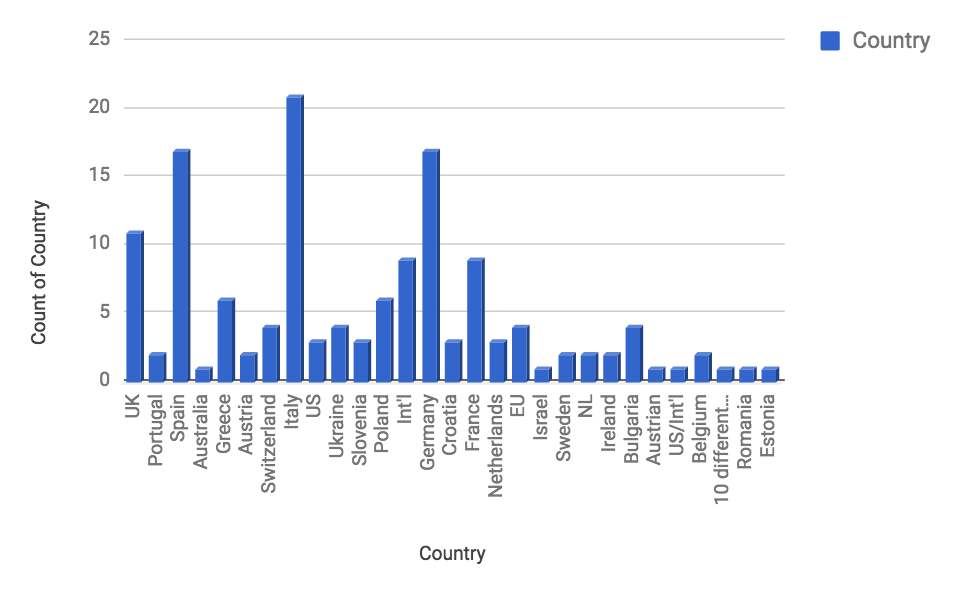 25
20
15
10
5
0
Count of Country
Country
UK
Portugal
Spain
Australia
Greece
Austria
Switzerland
Italy
US
Ukraine
Slovenia
Poland
Int'l
Germany
Croatia
France
Netherlands
EU
Israel
Sweden
NL
Ireland
Bulgaria
Austrian
US/Int'l
Belgium
10 different...
Romania
Estonia
Country